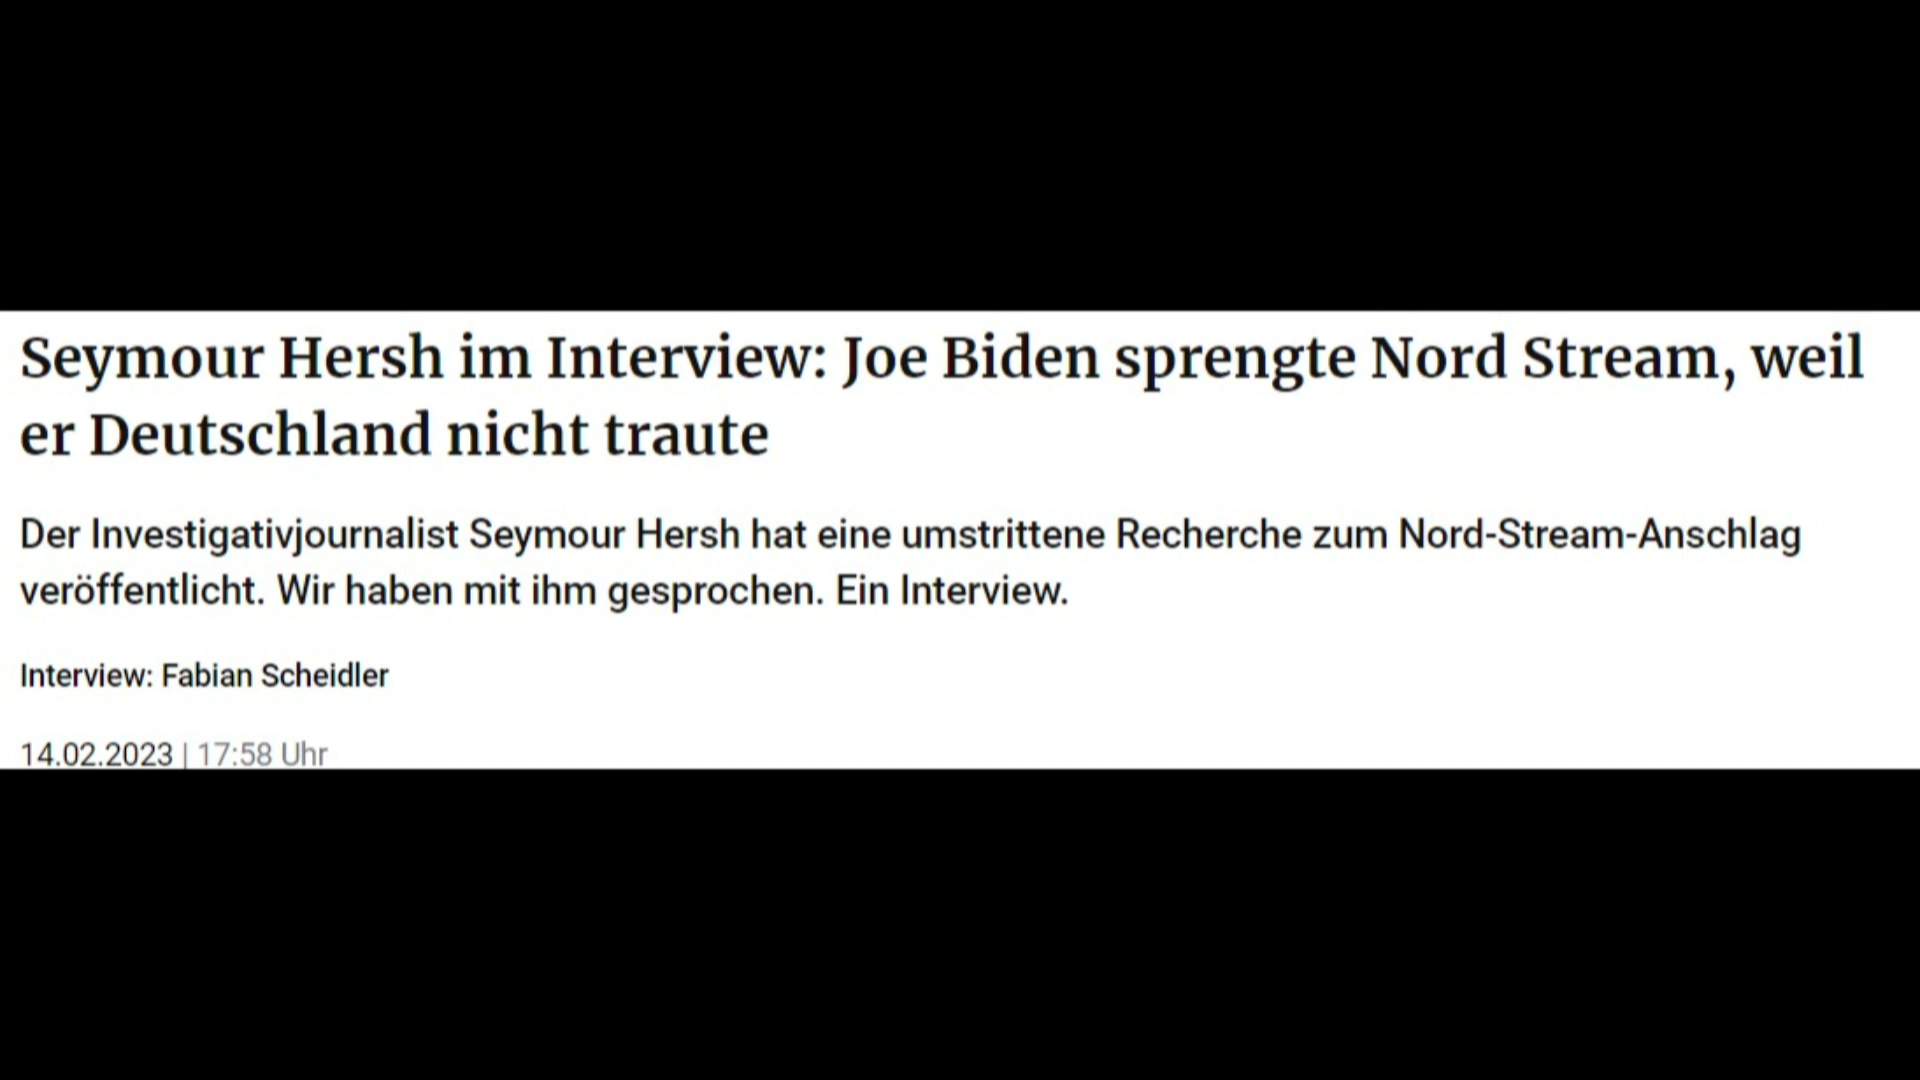 Seymour Hersh im Interview: Joe Biden sprengte Nord Stream, weil
er Deutschland nicht traute
Der Investigativjournalist Seymour Hersh hat eine umstrittene Recherche zum Nord-Stream-Anschlag
veröffentlicht. Wir haben mit ihm gesprochen. Ein Interview.
Interview: Fabian Scheidler
14.02.2023 | 17:58 Uhr